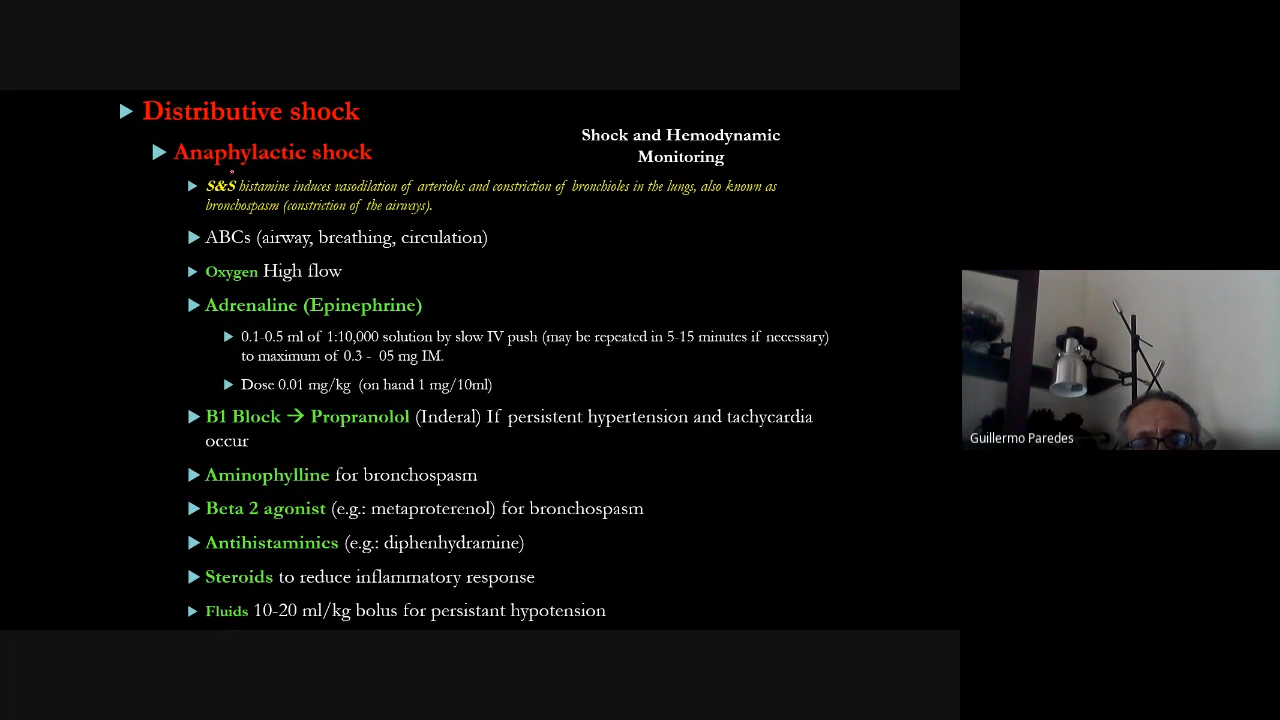 Distributive shock
Shock and Hemodynamic
Monitoring
Anaphylactic shock
S&S histamine induces vasodilation of arterioles and constriction of bronchioles in the lungs, also known as
bronchospasm (constriction of the airways).
ABCs (airway, breathing, circulation)
Oxygen High flow
Adrenaline (Epinephrine)
0.1-0.5 ml of 1:10,000 solution by slow IV push (may be repeated in 5-15 minutes if necessary)
to maximum of 0.3 - 05 mg IM.
Dose 0.01 mg/kg (on hand 1 mg/10ml)
B1 Block → Propranolol (Inderal) If persistent hypertension and tachycardia
occur
Aminophylline for bronchospasm
Beta 2 agonist (e.g.: metaproterenol) for bronchospasm
Antihistaminics (e.g.: diphenhydramine)
Steroids to reduce inflammatory response
Fluids 10-20 ml/kg bolus for persistant hypotension
Guillermo Paredes